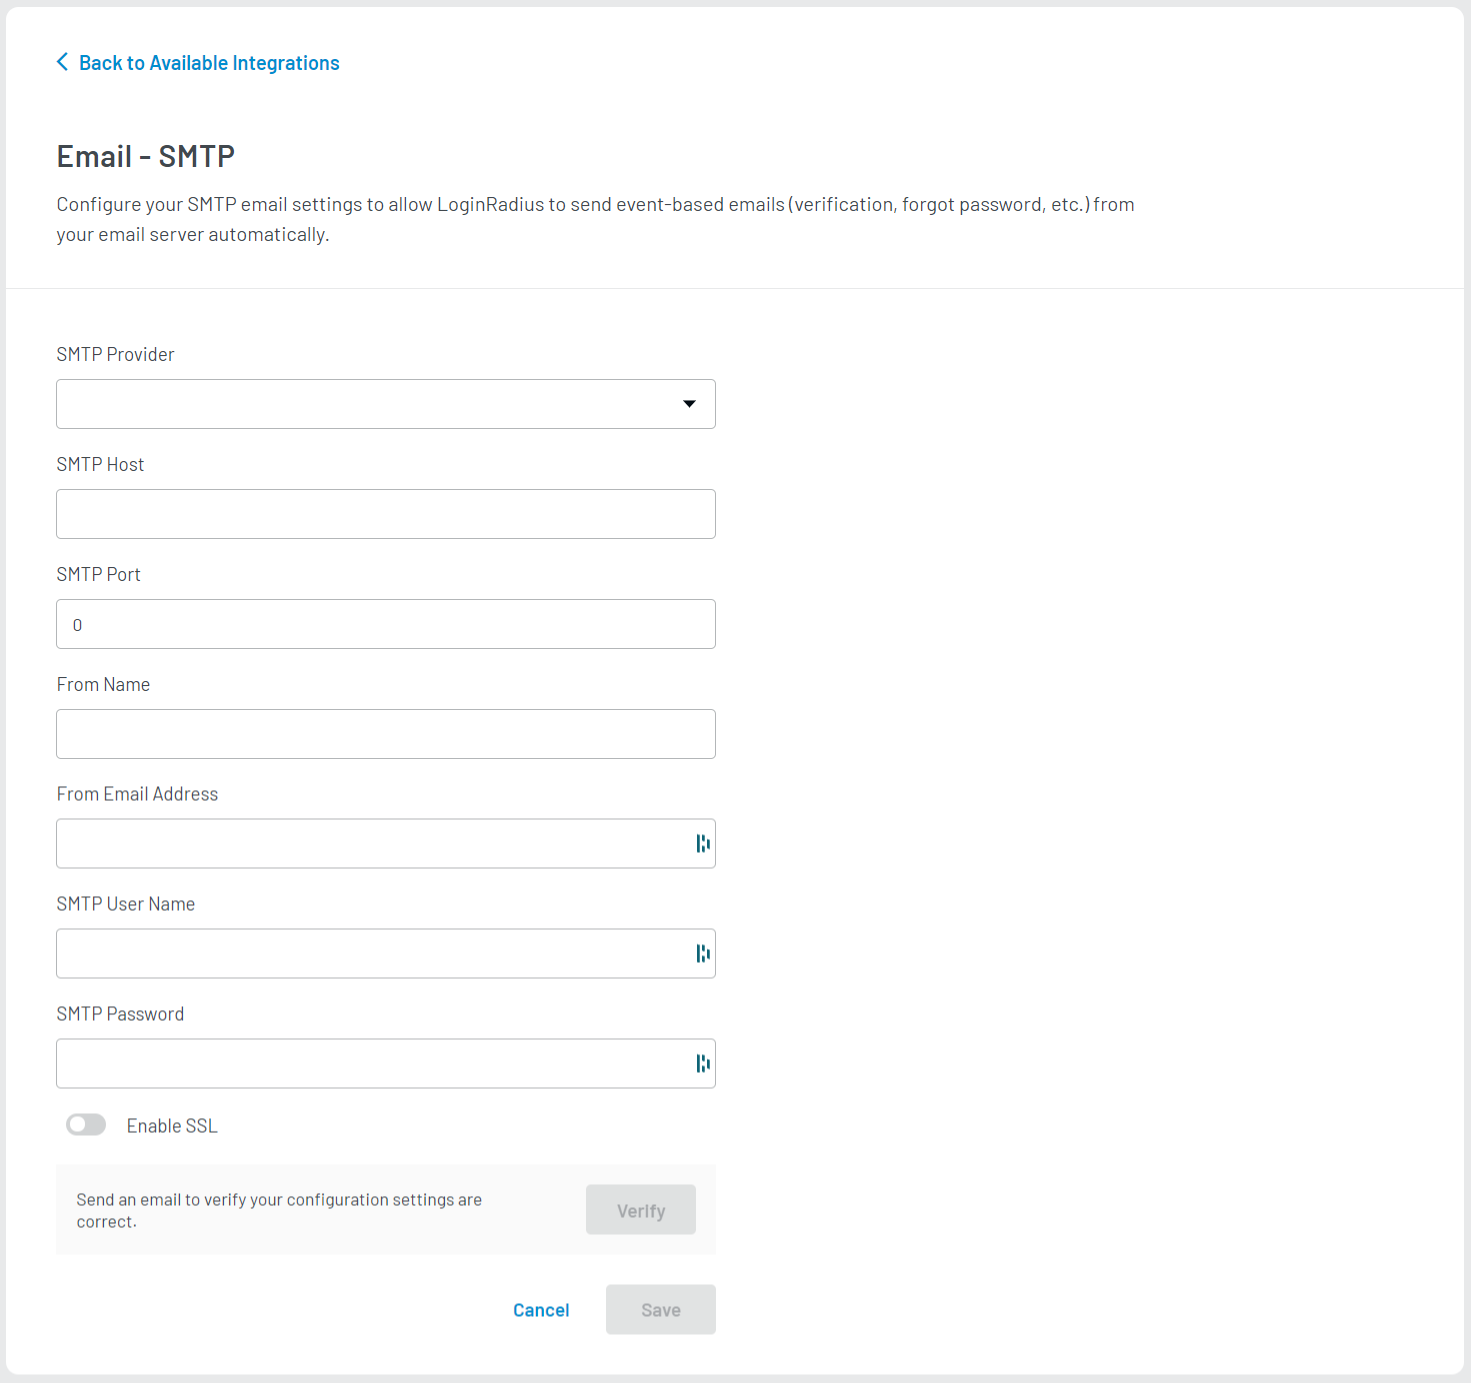 Back to Available Integrations
Email - SMTP
Configure your SMTP email settings to allow LoginRadius to send event-based emails (verification, forgot password, etc.) from
your email server automatically.
SMTP Provider
SMTP Host
SMTP Port
0
From Name
From Email Address
SMTP User Name
SMTP Password
Enable SSL
Send an email to verify your configuration settings are
correct.
Verify
Cancel
Save